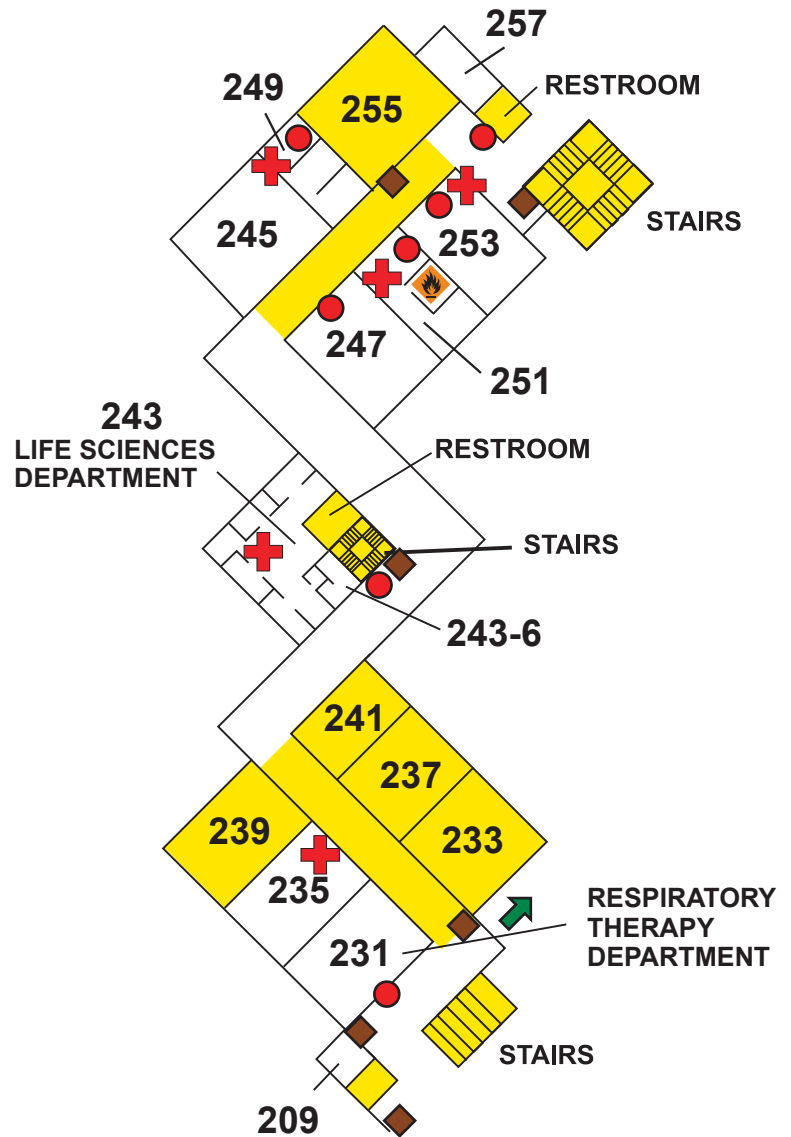 257
249
RESTROOM
255
245
253
STAIRS
247
251
243
LIFE SCIENCES
DEPARTMENT
RESTROOM
STAIRS
243-6
241
237
239
233
235
RESPIRATORY
THERAPY
DEPARTMENT
231
STAIRS
209